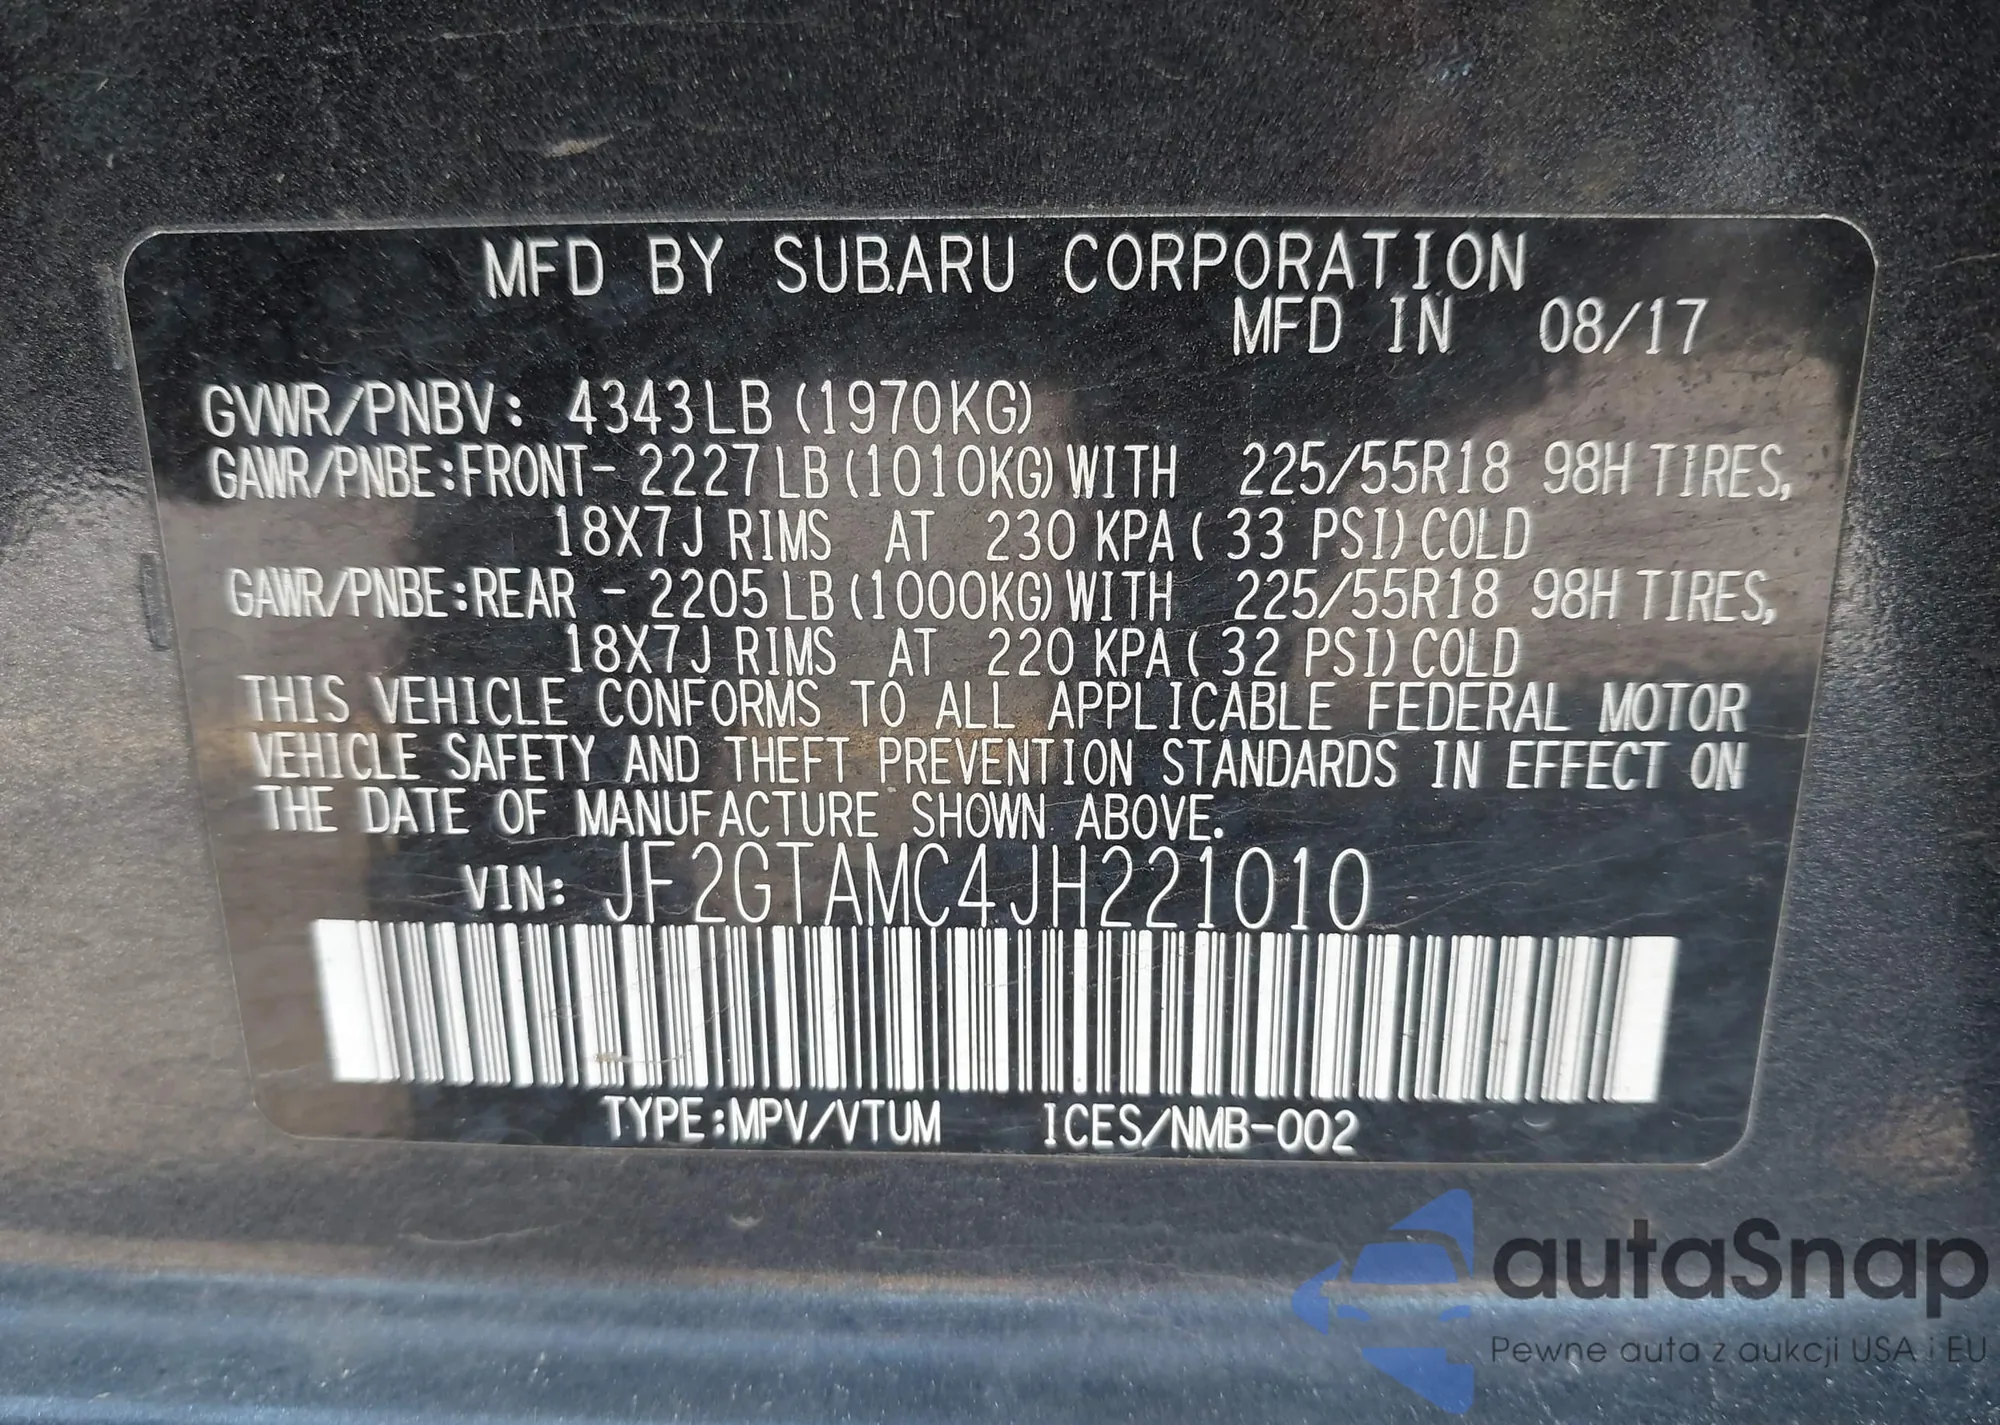 MFD BY SUBARU CORPORATION
MFD IN 08/17
GVWR/PNBV: 4343LB (1970KG)
GAWR/PNBE:FRONT- 2227LB(1010KG)WITH 225/55R18 98H TIRES,
18X7J RIMS AT 230 KPA( 33 PSI)COLD
GAWR/PNBE:REAR - 2205LB(1000KG)WITH 225/55R18 98H TIRES,
18X7J RIMS AT 220 KPA( 32 PSI)COLD
THIS VEHICLE CONFORMS TO ALL APPLICABLE FEDERAL MOTOR
VEHICLE SAFETY AND THEFT PREVENTION STANDARDS IN EFFECT ON
THE DATE OF MANUFACTURE SHOWN ABOVE.
VIN: JF2GTAMC4JH221010
TYPE:MPV/VTUM ICES/NMB-002
autaSnap
Pewne auta z aukcji USA i EU